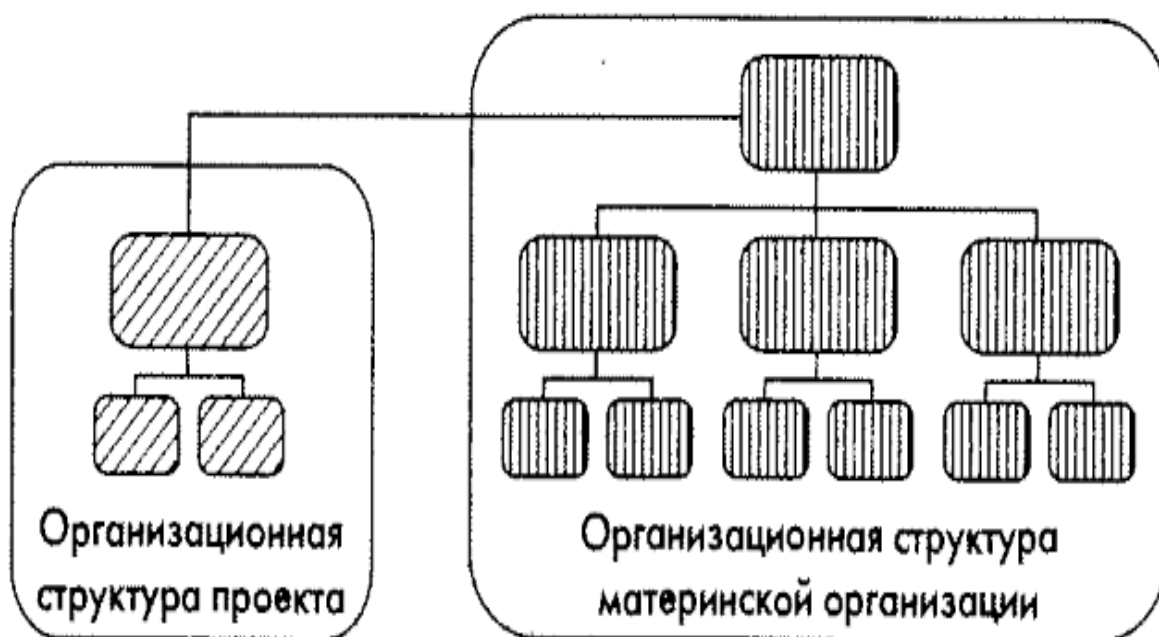 Организационная
структура проекта
Организационная структура
материнской организации